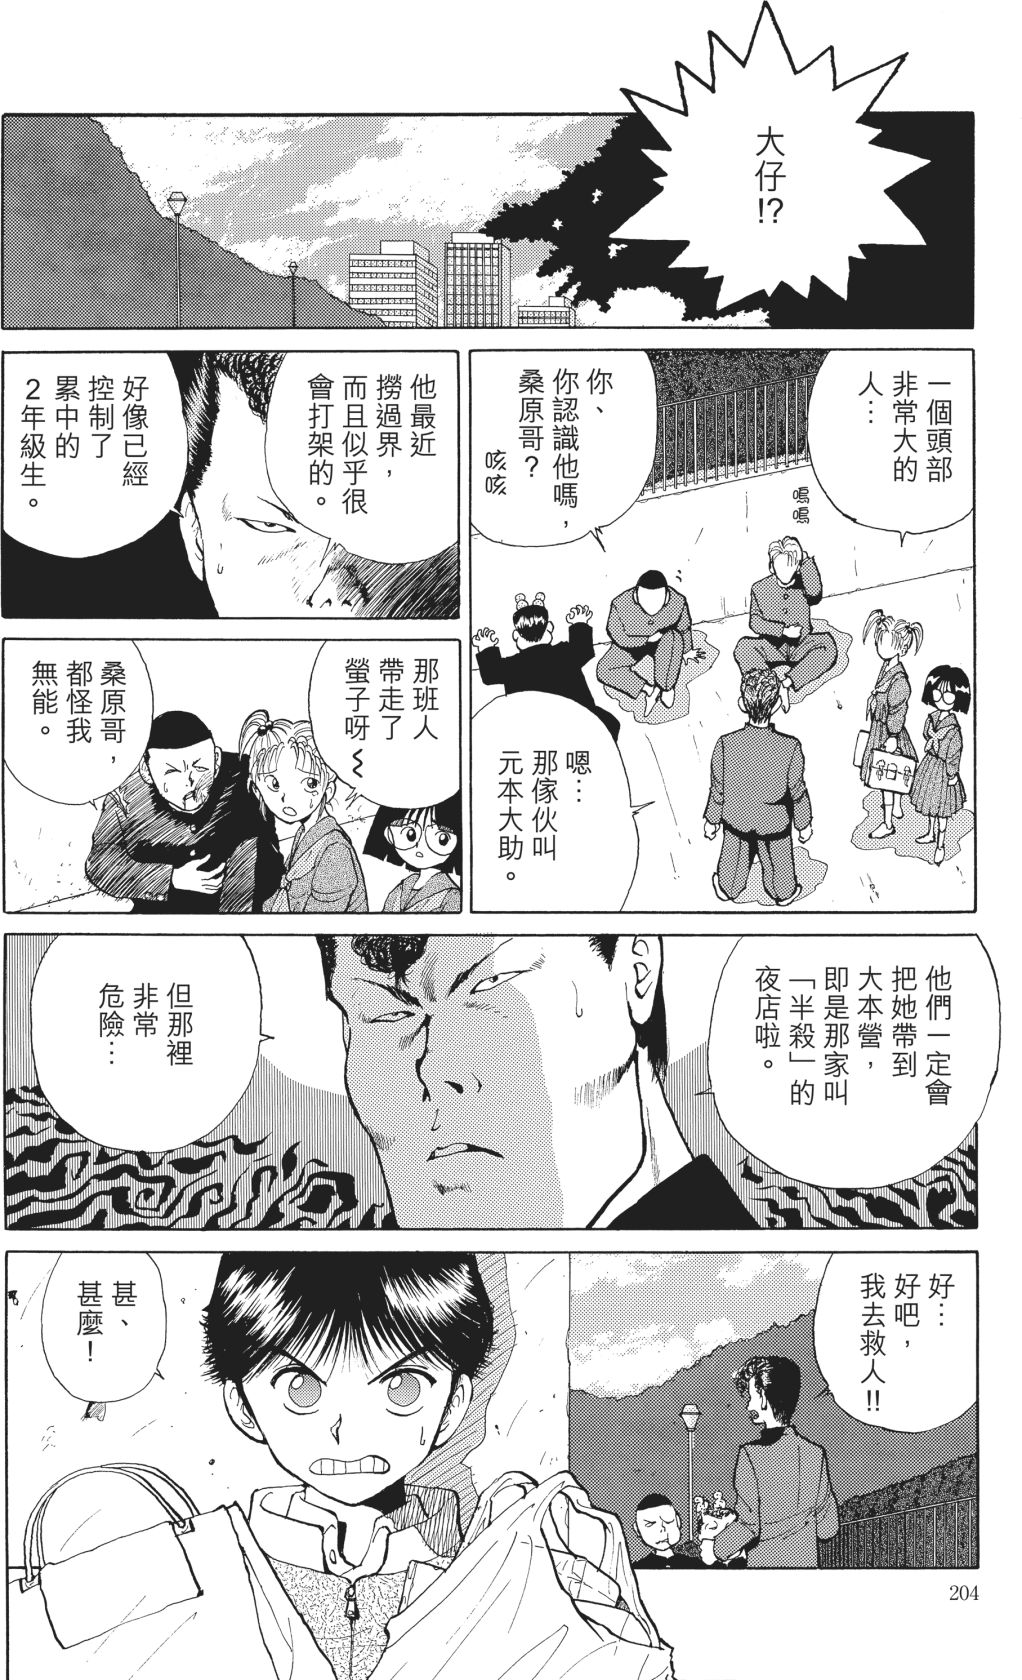 大仔!?
一個頭部
非常大的
人…
你、
你認識他嗎，
桑原哥？
咳咳
嗚嗚
嗯…
那傢伙叫
元本大助。
他最近
撈過界，
而且似乎很
會打架的。
好像已經
控制了
累中的
2年級生。
那班人
帶走了
螢子呀～
桑原哥，
都怪我
無能。
他們一定會
把她帶到
大本營，
即是那家叫
「半殺」的
夜店啦。
但那裡
非常
危險…
好…
好吧，
我去救人!!
甚、
甚麼！
204